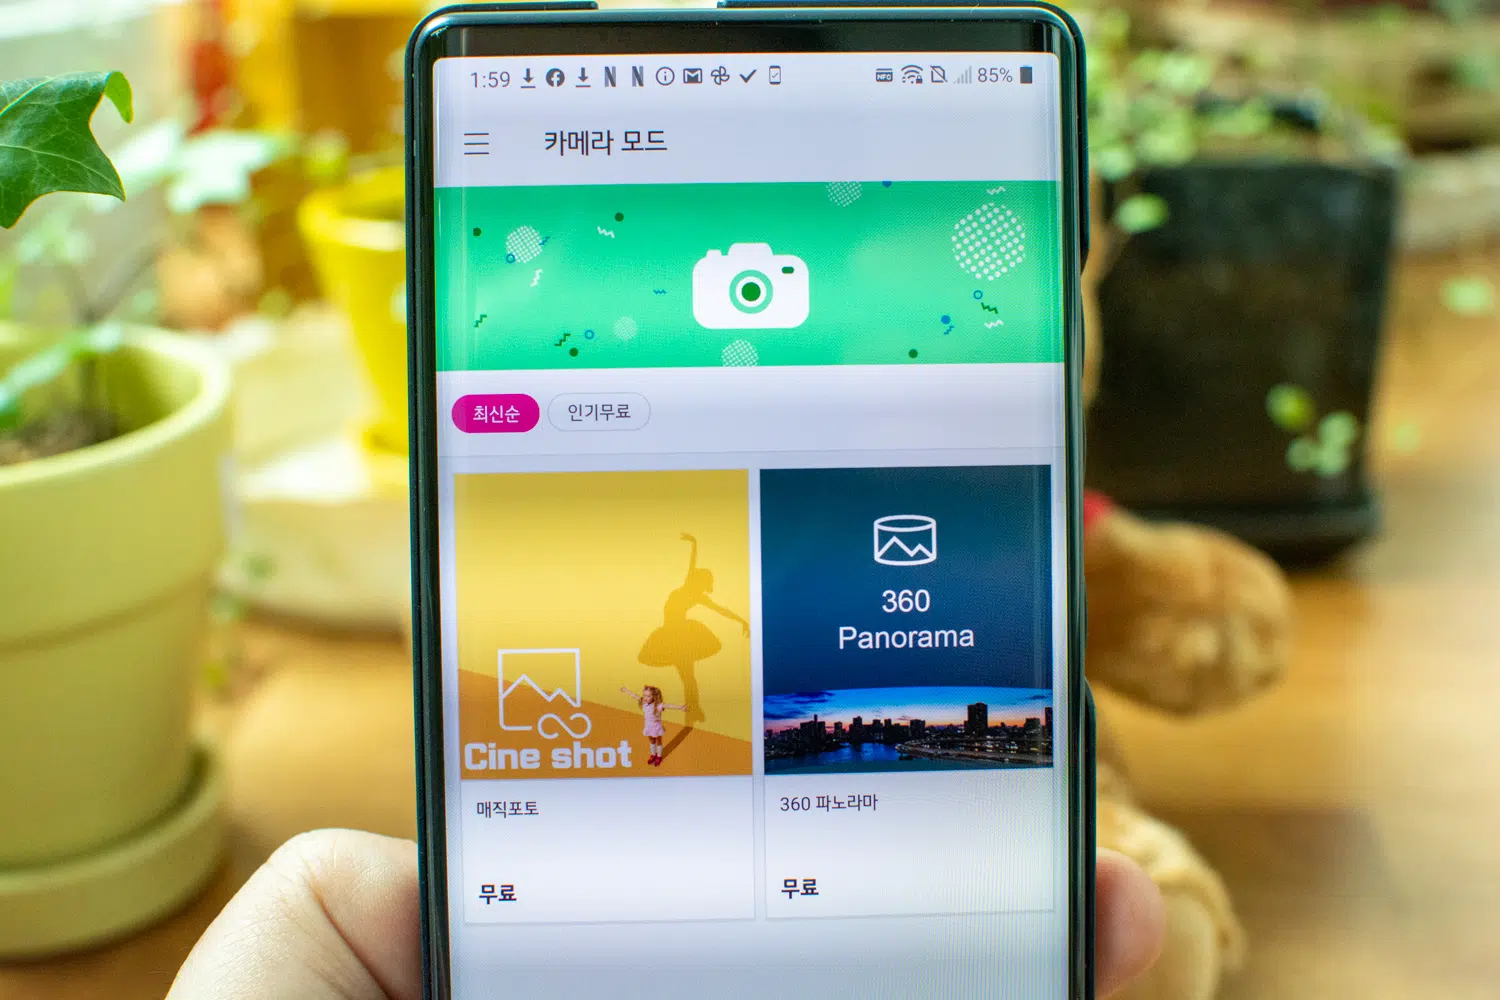 1:59
N N
NFC
85%
카메라 모드
최신순
인기무료
Cine shot
360
Panorama
매직포토
360 파노라마
무료
무료